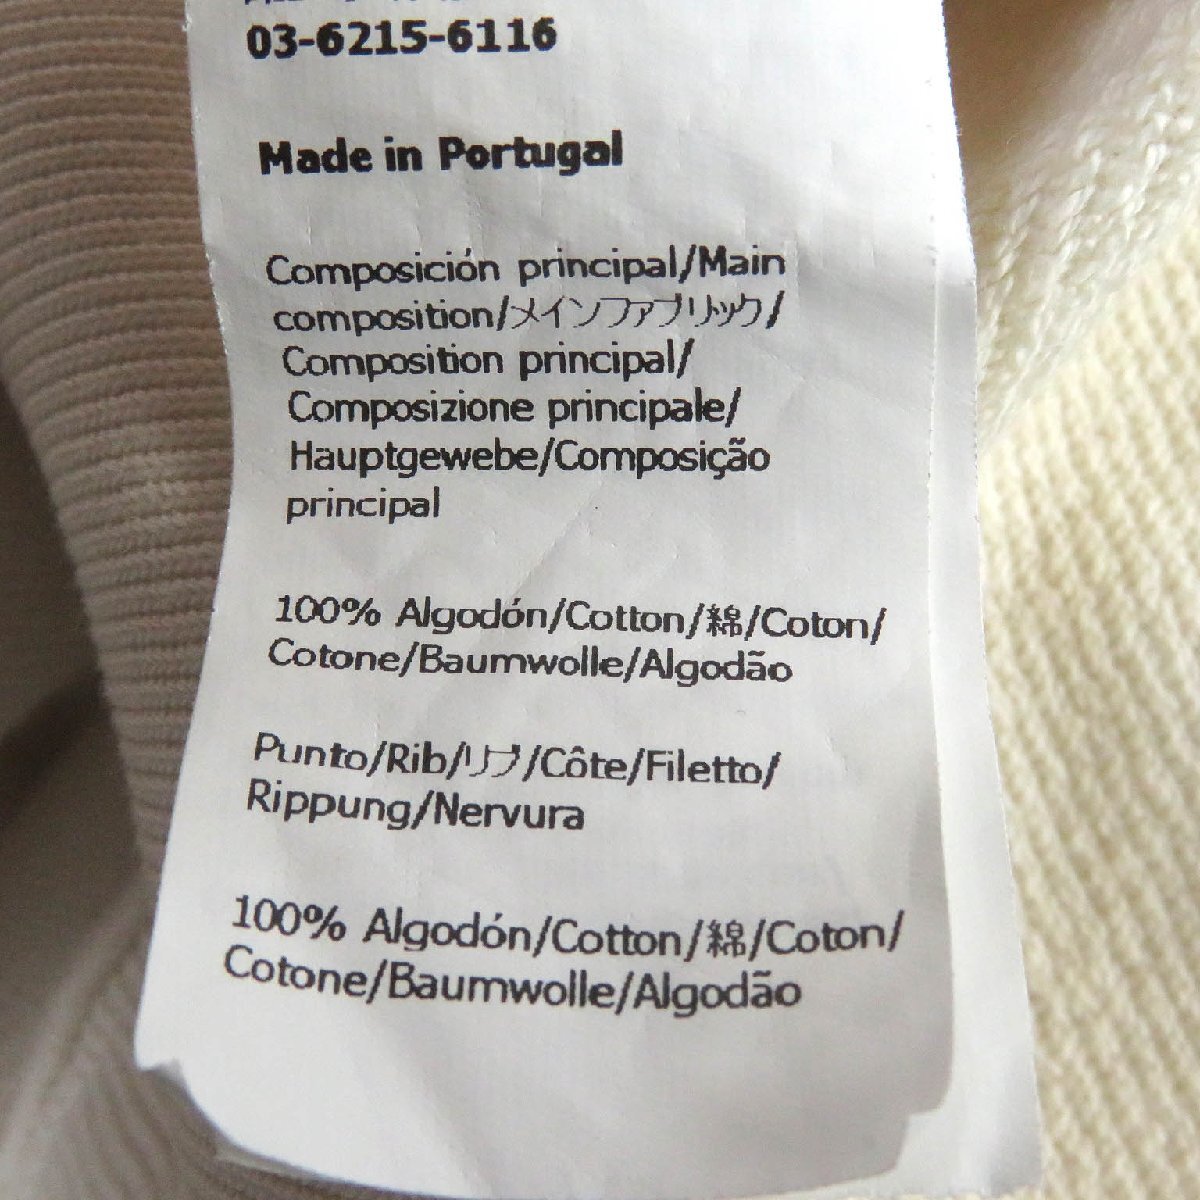 03-6215-6116
Made in Portugal
Composición principal/Main
composition/メインファブリック/
Composition principal/
Composizione principale/
Hauptgewebe/Composição
principal
100% Algodón/Cotton/綿/Coton/
Cotone/Baumwolle/Algodão
Punto/Rib/リブ/Côte/Filetto/
Rippung/Nervura
100% Algodón/Cotton/綿/Coton/
Cotone/Baumwolle/Algodão